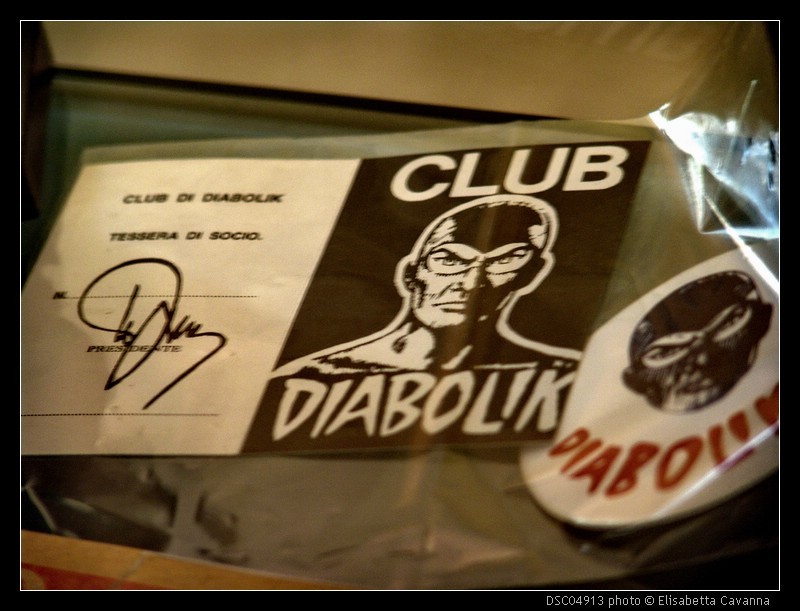 CLUB DI DIABOLIK
TESSERA DI SOCIO.
N.
PRESIDENTE
CLUB
DIABOLIK
DIABOLIK
DSC04913 photo © Elisabetta Cavanna